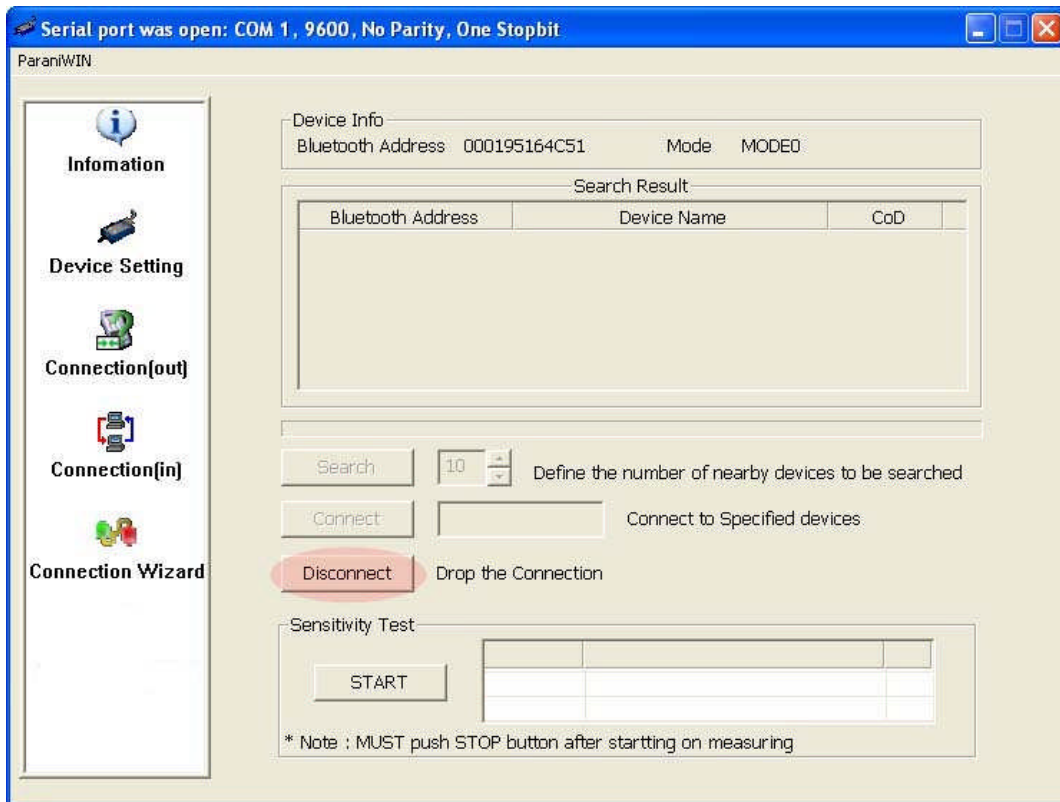 Serial port was open: COM 1, 9600, No Parity, One Stopbit
ParaniWIN
Infomation
Device Setting
Connection(out)
Connection(in)
Connection Wizard
Device Info
Bluetooth Address 000195164C51 Mode MODE0
Search Result
Bluetooth Address Device Name CoD
Search 10 Define the number of nearby devices to be searched
Connect Connect to Specified devices
Disconnect Drop the Connection
Sensitivity Test
START
* Note : MUST push STOP button after startting on measuring